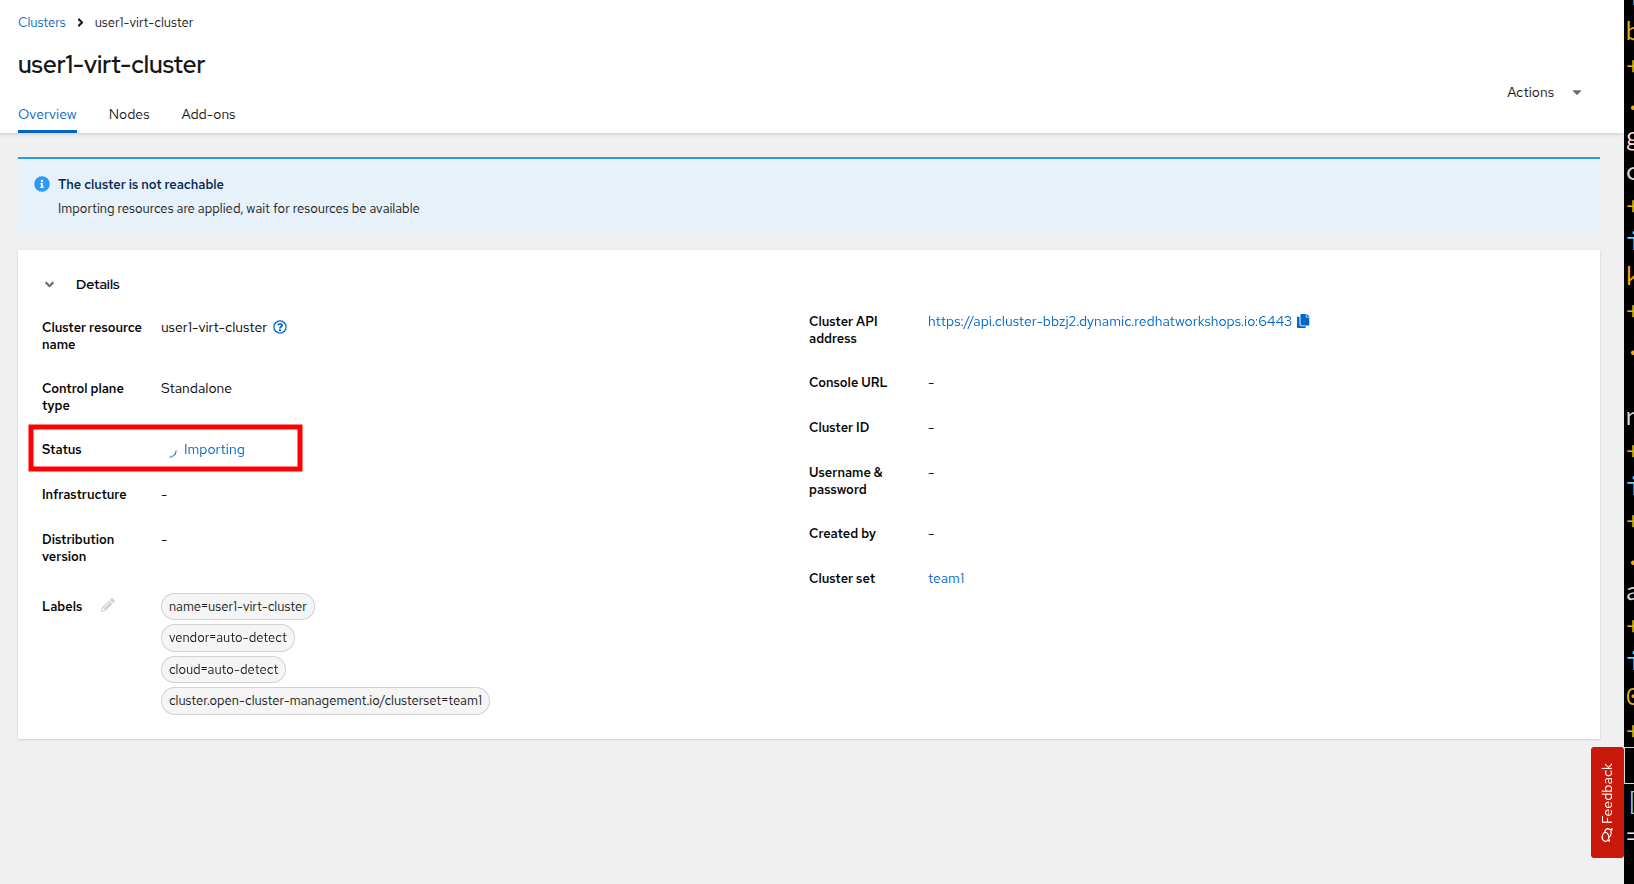 Clusters > user1-virt-cluster
user1-virt-cluster
Actions
Overview Nodes Add-ons
The cluster is not reachable
Importing resources are applied, wait for resources be available
Details
Cluster resource name user1-virt-cluster
Control plane type Standalone
Status Importing
Infrastructure -
Distribution version -
Labels
name=user1-virt-cluster
vendor=auto-detect
cloud=auto-detect
cluster.open-cluster-management.io/clusterset=team1
Cluster API address https://api.cluster-bbzj2.dynamic.redhatworkshops.io:6443
Console URL -
Cluster ID -
Username & password -
Created by -
Cluster set team1
Feedback